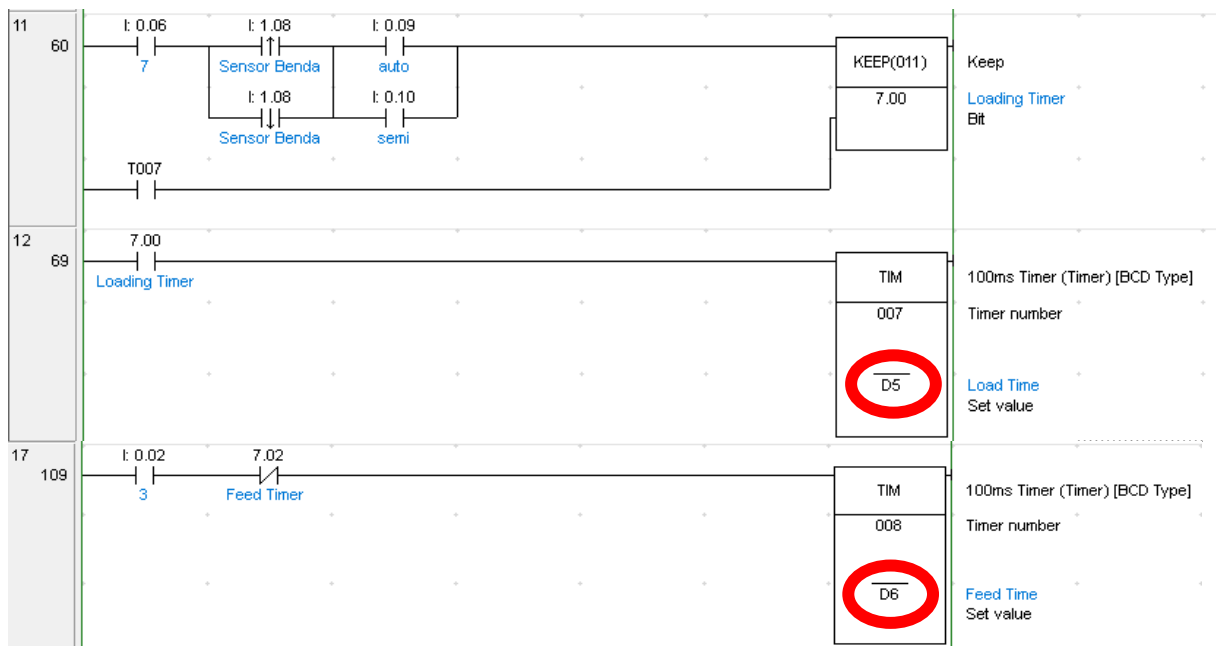 11
60
I: 0.06
7
I: 1.08
Sensor Benda
I: 0.09
auto
I: 1.08
Sensor Benda
I: 0.10
semi
T007
KEEP(011)
7.00
Keep
Loading Timer
Bit
12
69
7.00
Loading Timer
TIM
007
D5
100ms Timer (Timer) [BCD Type]
Timer number
Load Time
Set value
17
109
I: 0.02
3
7.02
Feed Timer
TIM
008
D6
100ms Timer (Timer) [BCD Type]
Timer number
Feed Time
Set value